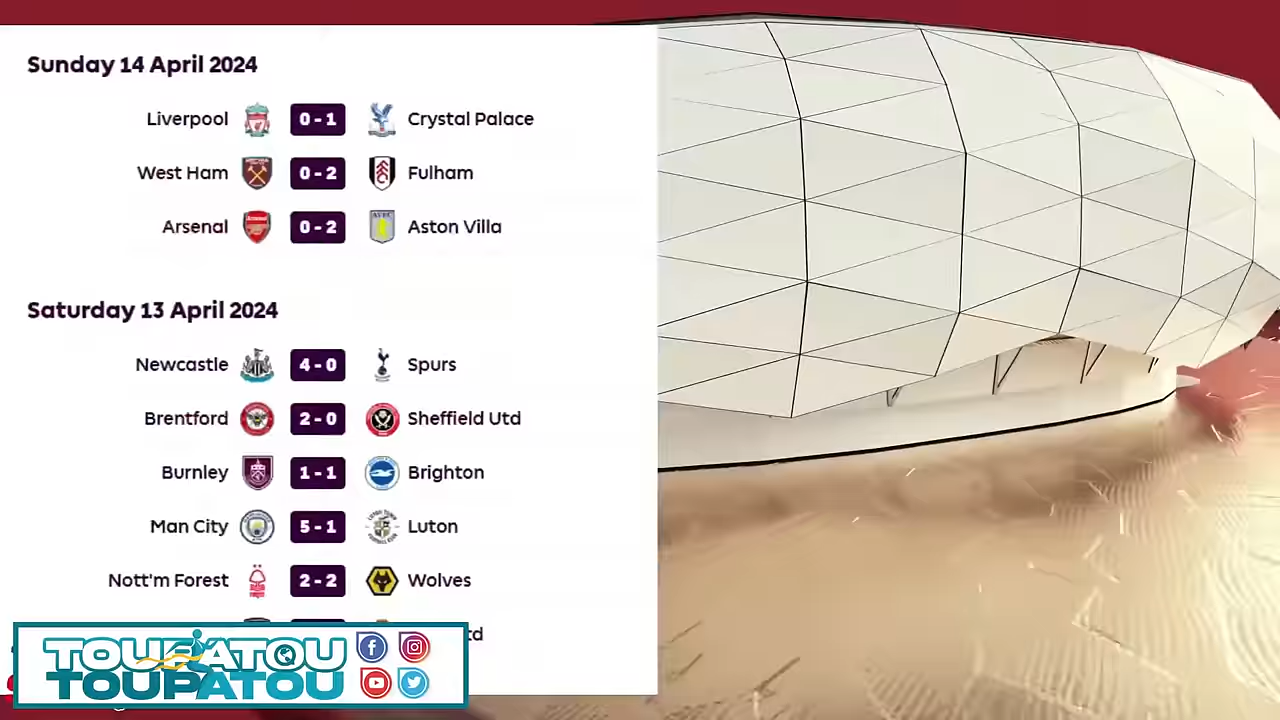 Sunday 14 April 2024
Liverpool 0 - 1 Crystal Palace
West Ham 0 - 2 Fulham
Arsenal 0 - 2 Aston Villa
Saturday 13 April 2024
Newcastle 4 - 0 Spurs
Brentford 2 - 0 Sheffield Utd
Burnley 1 - 1 Brighton
Man City 5 - 1 Luton
Nott'm Forest 2 - 2 Wolves
TOUPATOU
TOUPATOU